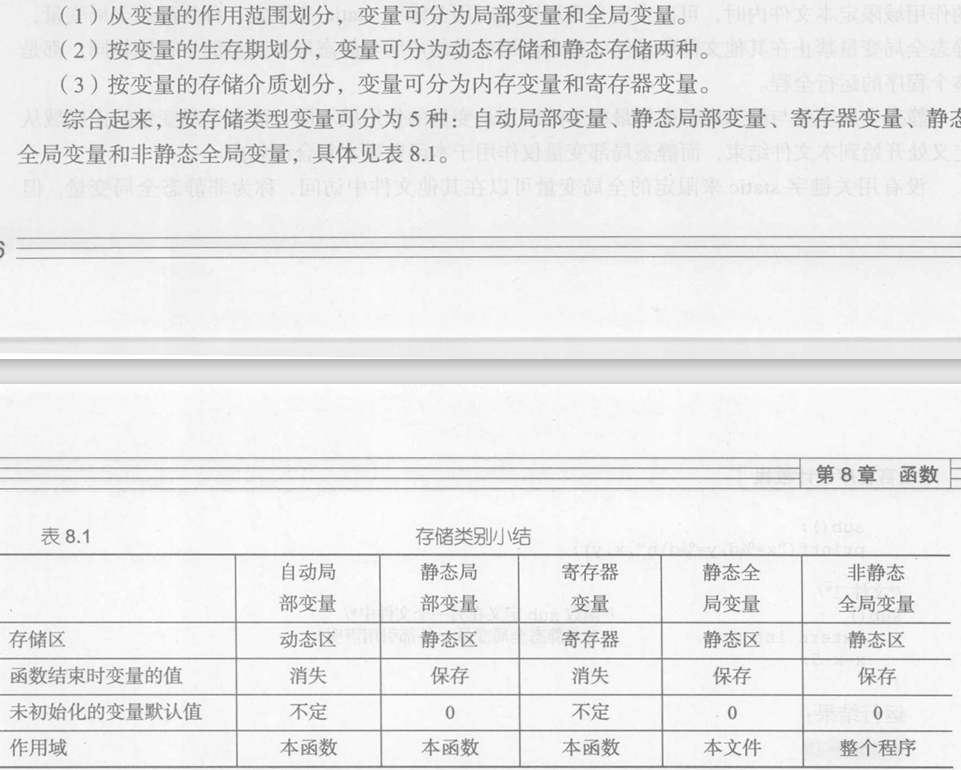 （1）从变量的作用范围划分，变量可分为局部变量和全局变量。
（2）按变量的生存期划分，变量可分为动态存储和静态存储两种。
（3）按变量的存储介质划分，变量可分为内存变量和寄存器变量。
综合起来，按存储类型变量可分为 5 种：自动局部变量、静态局部变量、寄存器变量、静态
全局变量和非静态全局变量，具体见表 8.1。
6
第 8 章 函数
表 8.1 存储类别小结
自动局 静态局 寄存器 静态全 非静态
部变量 部变量 变量 局变量 全局变量
存储区 动态区 静态区 寄存器 静态区 静态区
函数结束时变量的值 消失 保存 消失 保存 保存
未初始化的变量默认值 不定 0 不定 0 0
作用域 本函数 本函数 本函数 本文件 整个程序